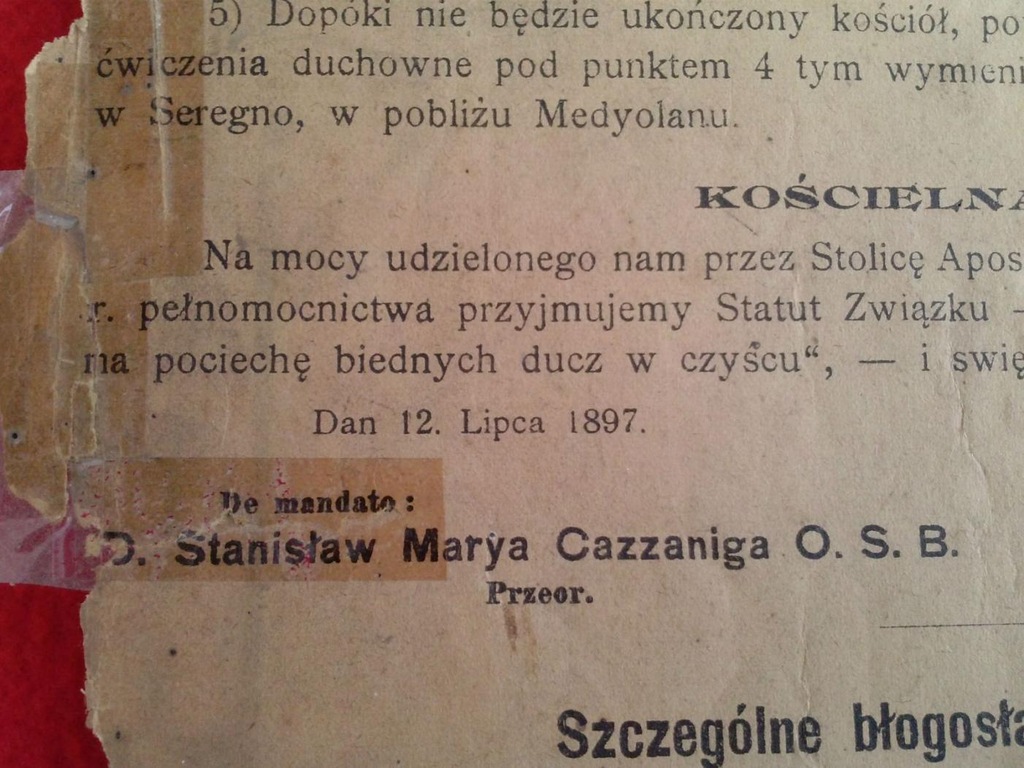 5) Dopóki nie będzie ukończony kościół, po
ćwiczenia duchowne pod punktem 4 tym wymieni
w Seregno, w pobliżu Medyolanu.
KOŚCIELNA
Na mocy udzielonego nam przez Stolicę Apos
r. pełnomocnictwa przyjmujemy Statut Związku -
na pociechę biednych ducz w czyścu“, — i swię
Dan 12. Lipca 1897.
De mandato:
D. Stanisław Marya Cazzaniga O. S. B.
Przeor.
Szczególne błogosła